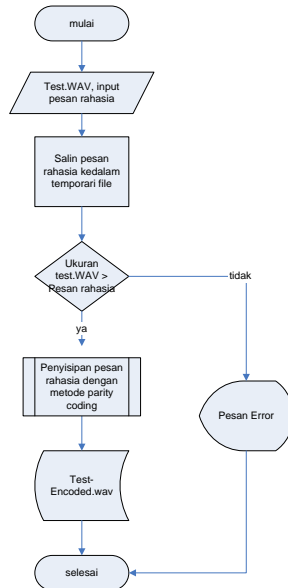 mulai
Test.WAV, input
pesan rahasia
Salin pesan
rahasia kedalam
temporari file
Ukuran
test.WAV >
Pesan rahasia
tidak
ya
Penyisipan pesan
rahasia dengan
metode parity
coding
Pesan Error
Test-
Encoded.wav
selesai